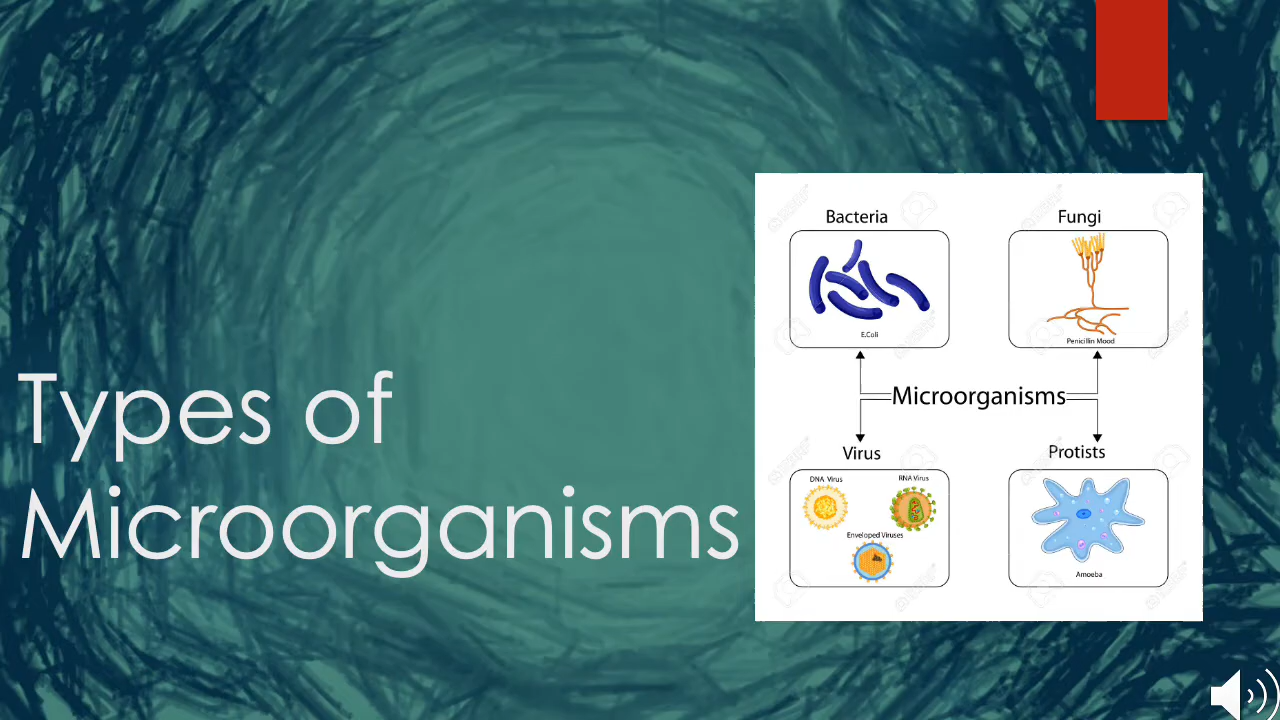 Types of
Microorganisms
Bacteria
E.Coli
Fungi
Penicillin Mood
Microorganisms
Virus
DNA Virus
RNA Virus
Enveloped Viruses
Protists
Amoeba